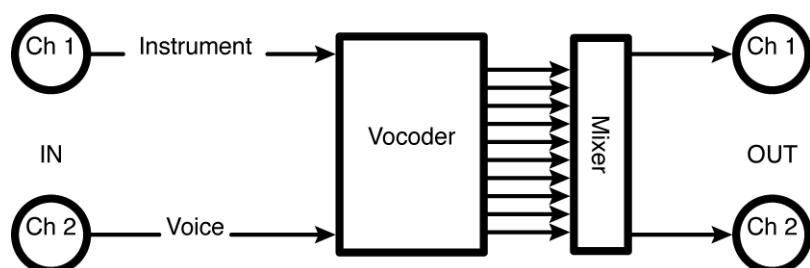 Ch 1
Instrument
Vocoder
Mixer
Ch 1
IN
OUT
Ch 2
Voice
Ch 2